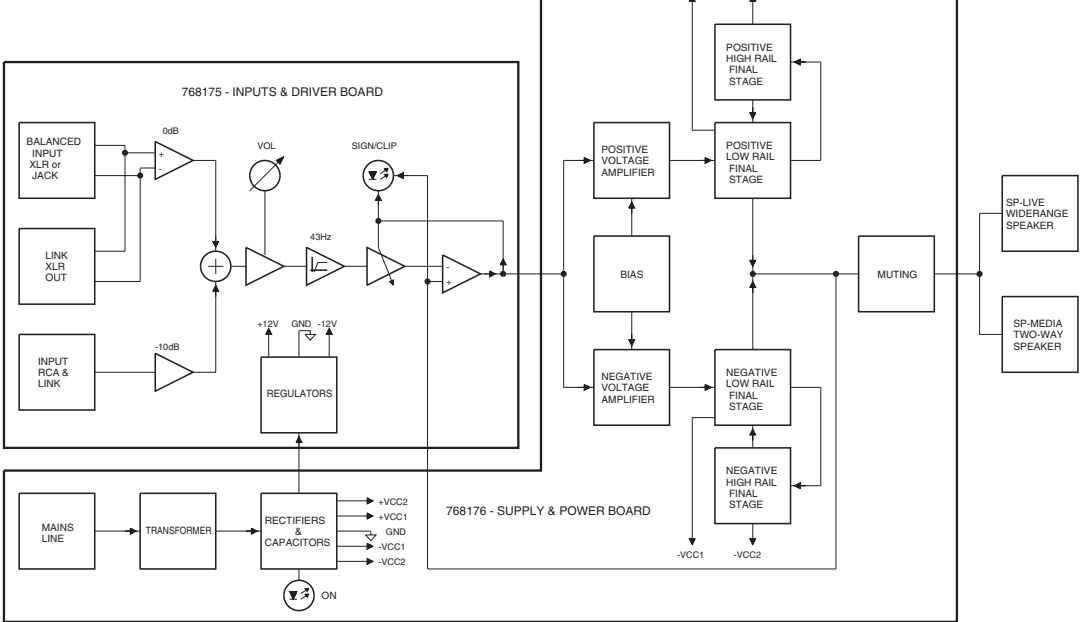 POSITIVE
HIGH RAIL
FINAL
STAGE
768175 - INPUTS & DRIVER BOARD
BALANCED
INPUT
XLR or
JACK
0dB
+
-
VOL
SIGN/CLIP
POSITIVE
VOLTAGE
AMPLIFIER
POSITIVE
LOW RAIL
FINAL
STAGE
SP-LIVE
WIDERANGE
SPEAKER
LINK
XLR
OUT
43Hz
-
+
BIAS
MUTING
SP-MEDIA
TWO-WAY
SPEAKER
+12V
GND
-12V
INPUT
RCA &
LINK
-10dB
REGULATORS
NEGATIVE
VOLTAGE
AMPLIFIER
NEGATIVE
LOW RAIL
FINAL
STAGE
NEGATIVE
HIGH RAIL
FINAL
STAGE
MAINS
LINE
TRANSFORMER
RECTIFIERS
&
CAPACITORS
+VCC2
+VCC1
GND
-VCC1
-VCC2
768176 - SUPPLY & POWER BOARD
-VCC1
-VCC2
ON